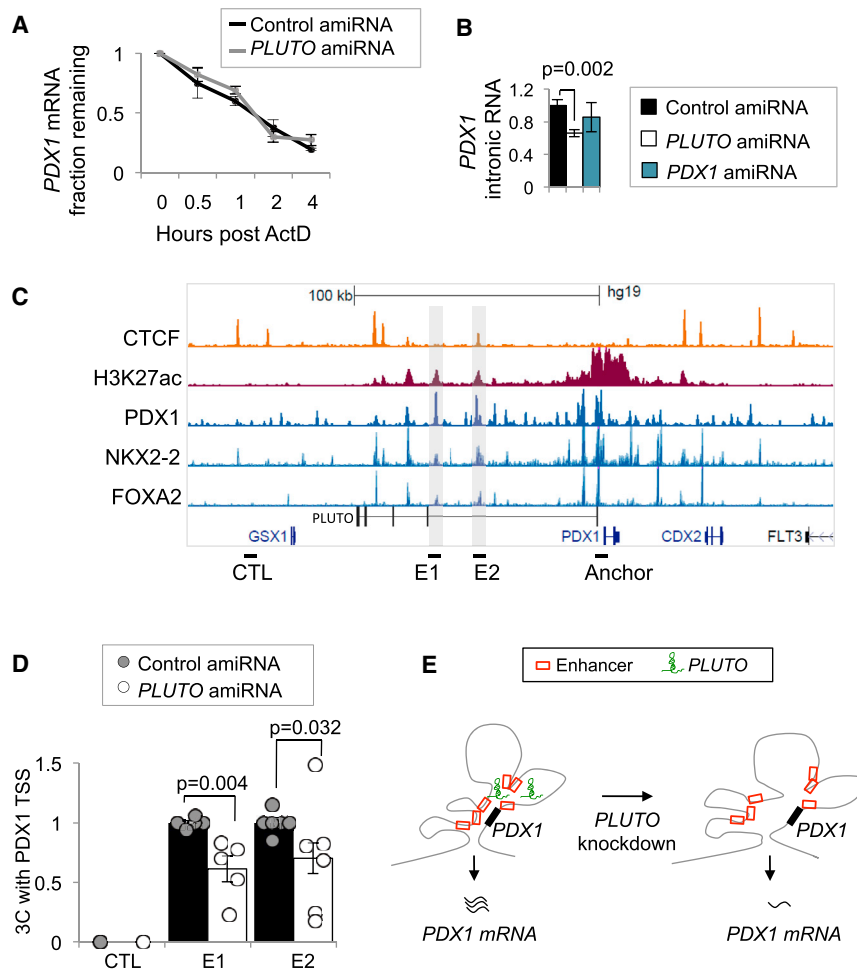 A
Control amiRNA
PLUTO amiRNA
PDX1 mRNA
fraction remaining
1
0.5
0
0 0.5 1 2 4
Hours post ActD
B
p=0.002
PDX1
intronic RNA
1.2
0.8
0.4
0
Control amiRNA
PLUTO amiRNA
PDX1 amiRNA
C
100 kb
hg19
CTCF
H3K27ac
PDX1
NKX2-2
FOXA2
PLUTO
GSX1 PDX1 CDX2 FLT3
CTL E1 E2 Anchor
D
Control amiRNA
PLUTO amiRNA
3C with PDX1 TSS
1.5
1
0.5
0
p=0.004
p=0.032
CTL E1 E2
E
Enhancer PLUTO
PDX1
PLUTO
knockdown
PDX1
PDX1 mRNA
PDX1 mRNA